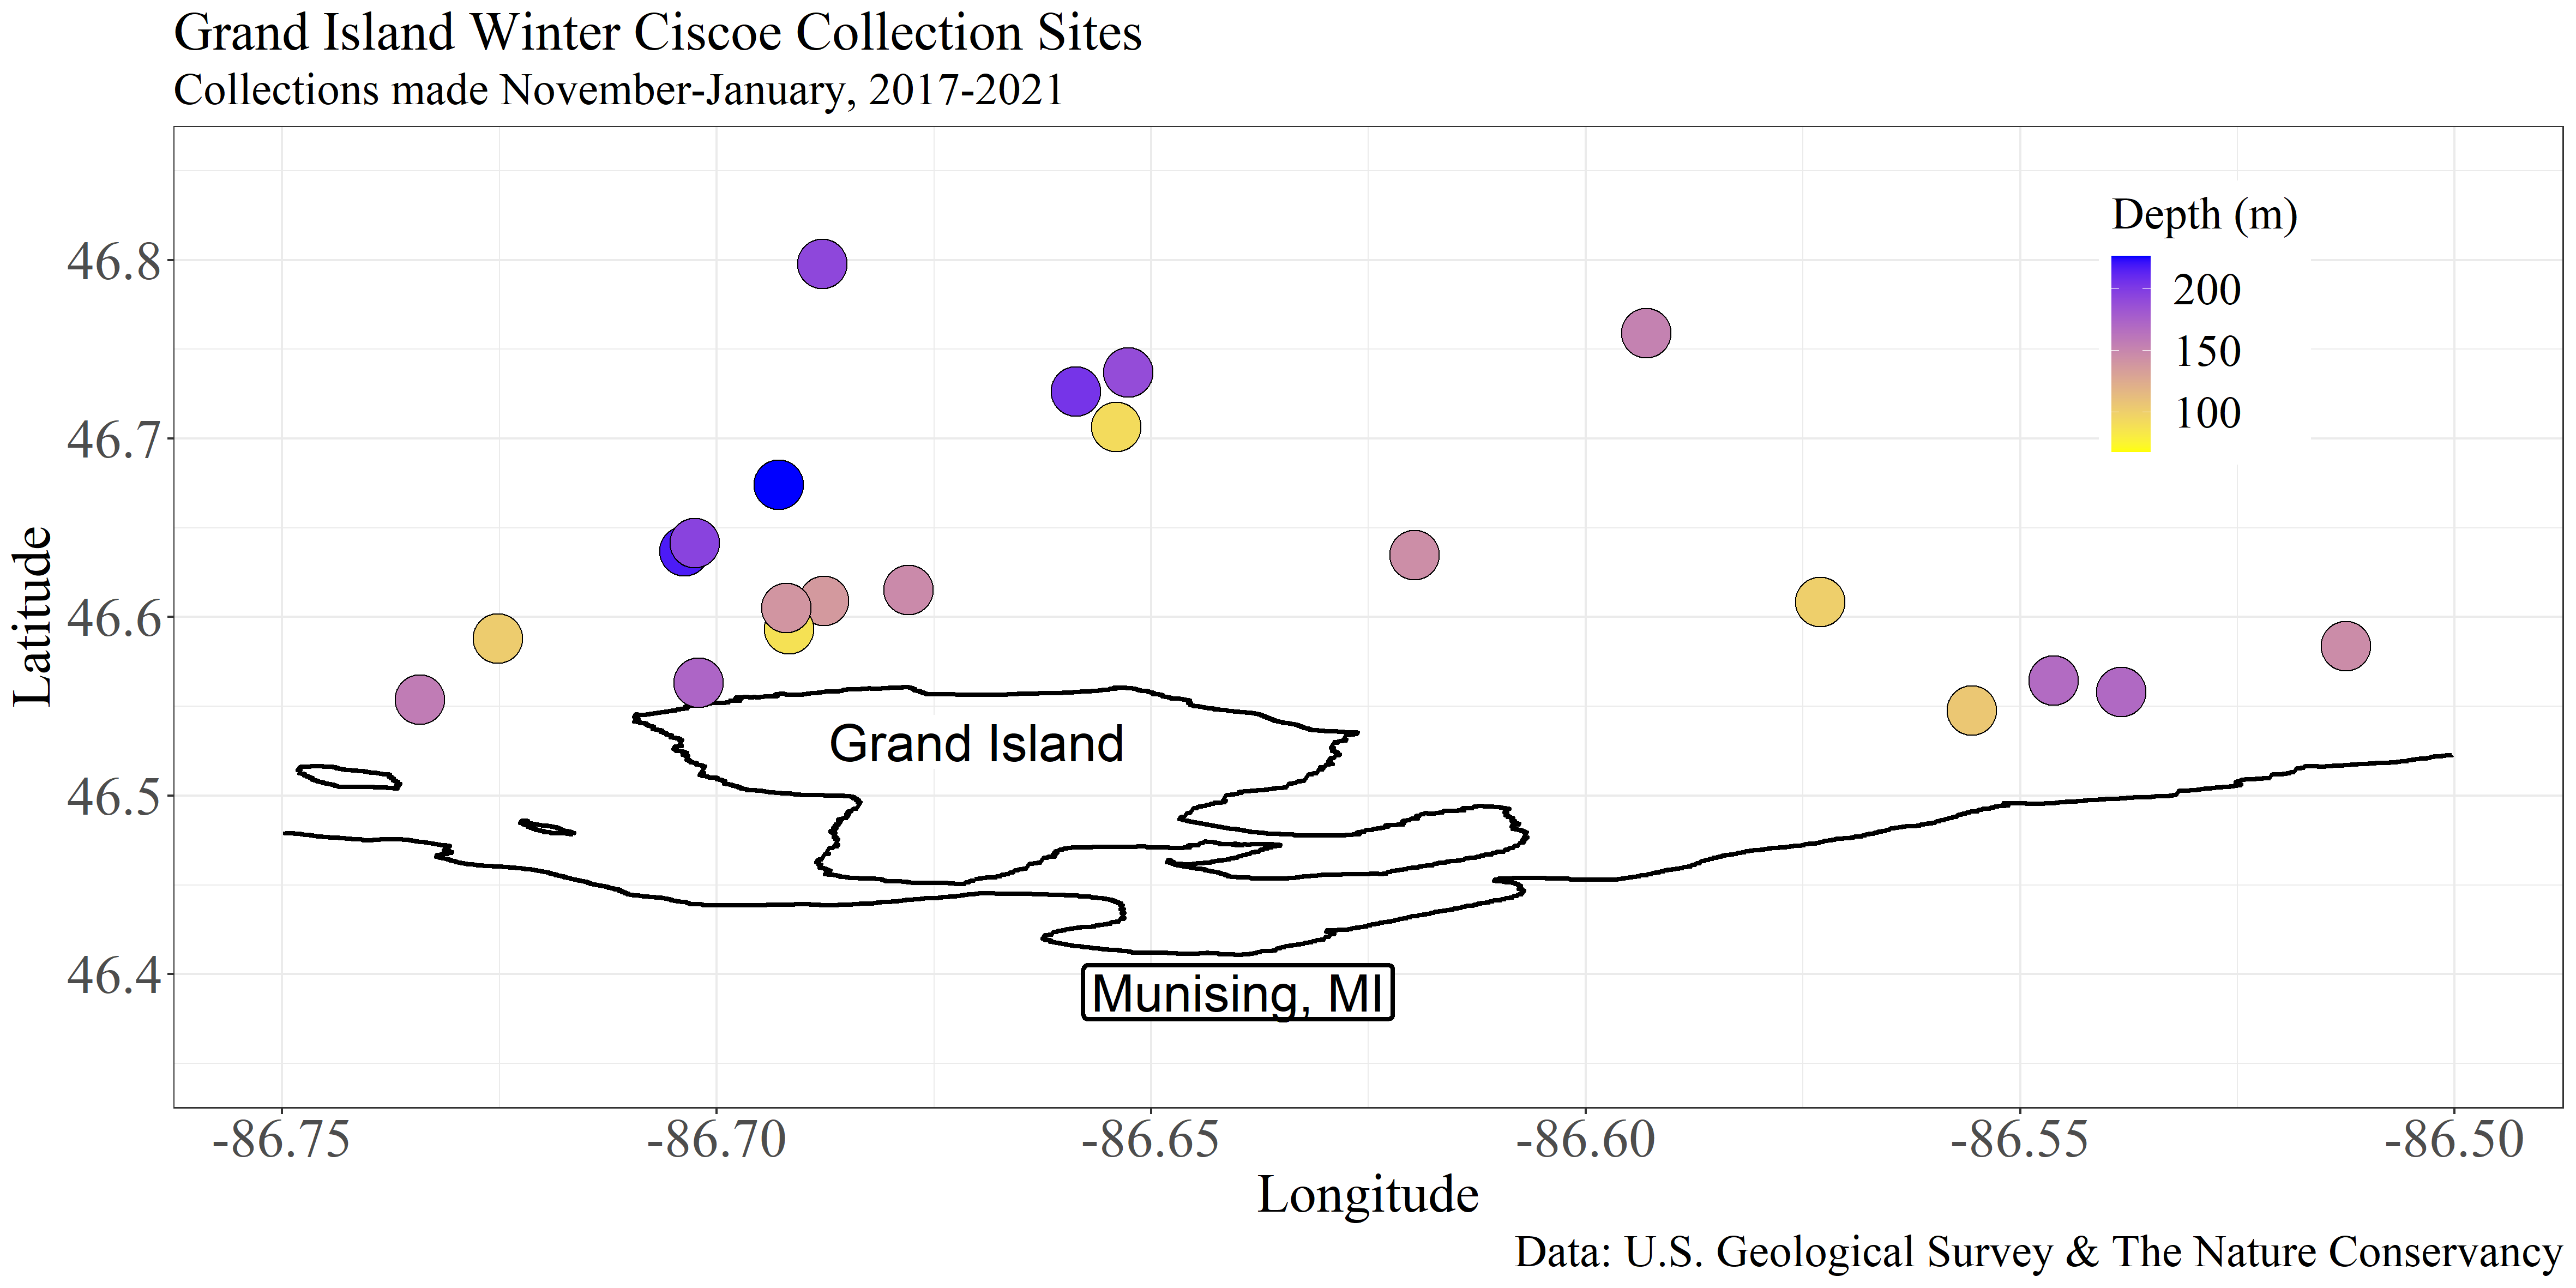 Grand Island Winter Ciscoe Collection Sites
Collections made November-January, 2017-2021
Depth (m)
200
150
100
46.8
46.7
46.6
46.5
46.4
Latitude
Grand Island
Munising, MI
-86.75 -86.70 -86.65 -86.60 -86.55 -86.50
Longitude
Data: U.S. Geological Survey & The Nature Conservancy